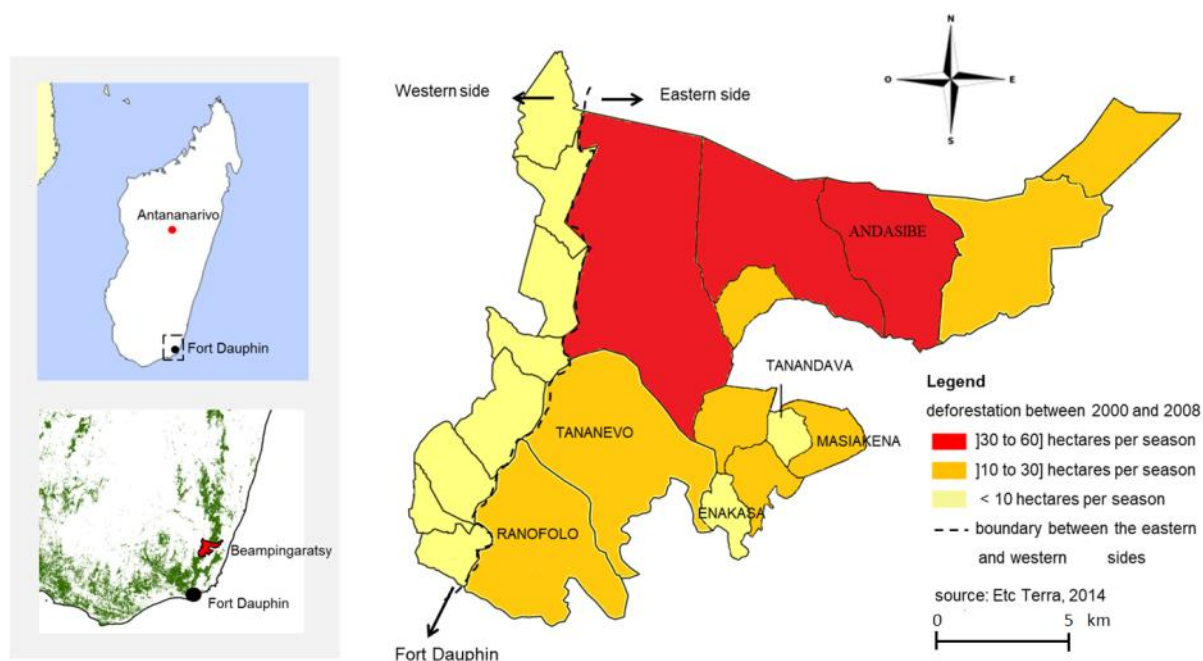 Antananarivo
Fort Dauphin
Beampingaratsy
Fort Dauphin
Western side
Eastern side
N
O
E
S
ANDASIBE
TANANDAVA
TANANEVO
MASIAKENA
ENAKASA
RANOFOLO
Fort Dauphin
Legend
deforestation between 2000 and 2008
]30 to 60] hectares per season
]10 to 30] hectares per season
< 10 hectares per season
boundary between the eastern
and western sides
source: Etc Terra, 2014
0 5 km